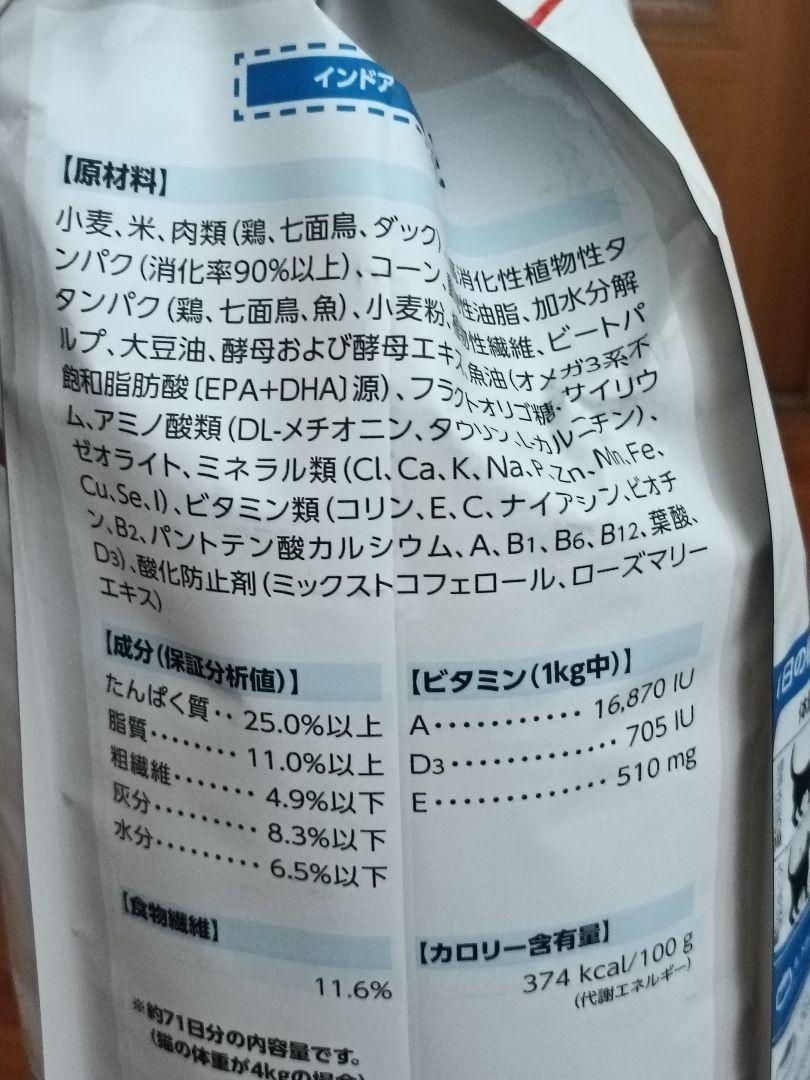 インドア
【原材料】
小麦、米、肉類（鶏、七面鳥、ダック）
消化性植物性タ
ンパク（消化率90%以上）、コーン、
性油脂、加水分解
タンパク（鶏、七面鳥、魚）、小麦粉、
物性繊維、ビートパ
ルプ、大豆油、酵母および酵母エキス、魚油（オメガ3系不
飽和脂肪酸〔EPA+DHA〕源）、フラクトオリゴ糖、サイリウ
ム、アミノ酸類（DL-メチオニン、タウリン、L-カルニチン）、
ゼオライト、ミネラル類（Cl、Ca、K、Na、P、Zn、Mn、Fe、
Cu、Se、I）、ビタミン類（コリン、E、C、ナイアシン、ビオチ
ン、B2、パントテン酸カルシウム、A、B1、B6、B12、葉酸、
D3）、酸化防止剤（ミックストコフェロール、ローズマリー
エキス）
【成分（保証分析値）】
たんぱく質‥ 25.0%以上
脂質‥‥‥‥ 11.0%以上
粗繊維‥‥‥ 4.9%以下
灰分‥‥‥‥ 8.3%以下
水分‥‥‥‥ 6.5%以下
【ビタミン（1kg中）】
A‥‥‥‥‥ 16,870 IU
D3‥‥‥‥‥ 705 IU
E‥‥‥‥‥ 510 mg
【食物繊維】
11.6%
【カロリー含有量】
374 kcal/100 g
（代謝エネルギー）
※約71日分の内容量です。
（猫の体重が4kgの場合）
1日の